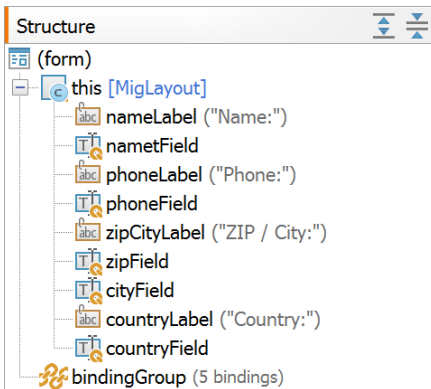 Structure
(form)
this [MigLayout]
nameLabel ("Name:")
nametField
phoneLabel ("Phone:")
phoneField
zipCityLabel ("ZIP / City:")
zipField
cityField
countryLabel ("Country:")
countryField
bindingGroup (5 bindings)